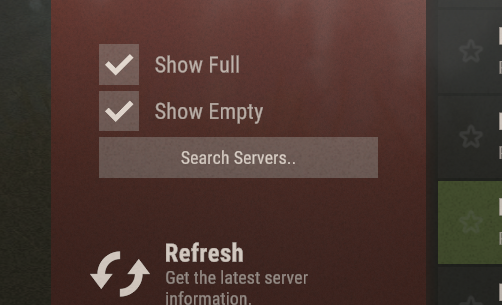 Show Full
Show Empty
Search Servers..
Refresh
Get the latest server
information.